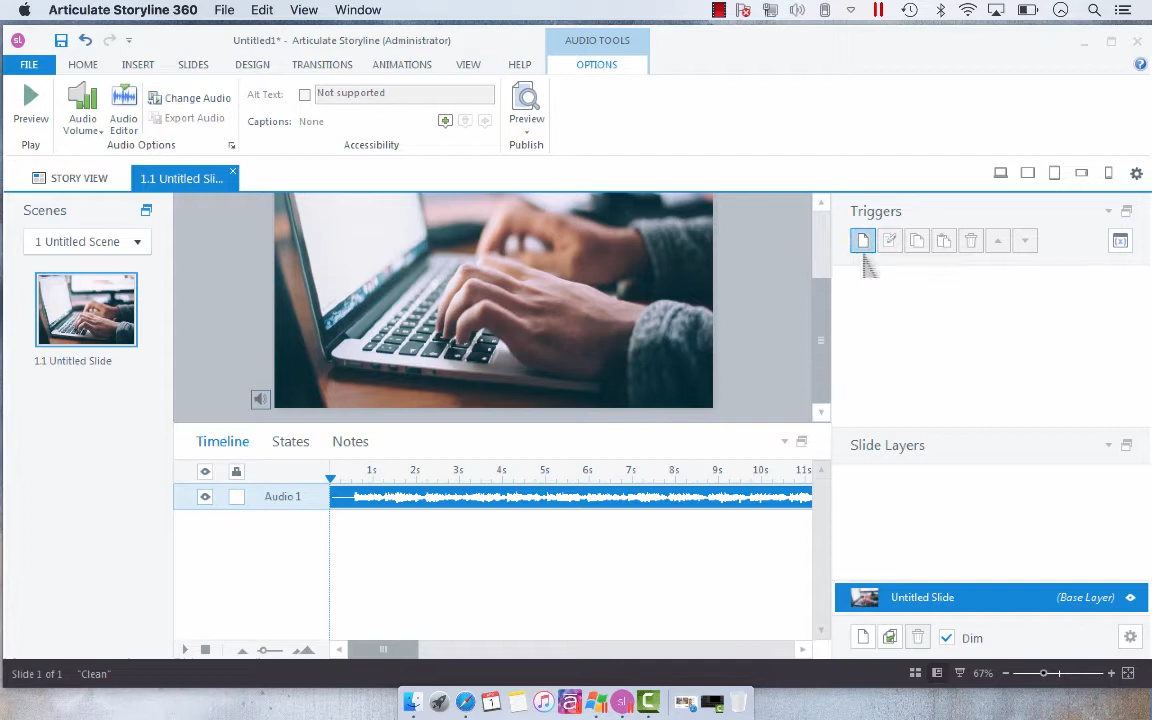 Articulate Storyline 360 File Edit View Window
Untitled1* - Articulate Storyline (Administrator)
AUDIO TOOLS
FILE HOME INSERT SLIDES DESIGN TRANSITIONS ANIMATIONS VIEW HELP OPTIONS
Preview
Play
Audio Volume
Audio Editor
Change Audio
Export Audio
Audio Options
Alt Text: Not supported
Captions: None
Accessibility
Preview
Publish
STORY VIEW
1.1 Untitled Sli...
Scenes
1 Untitled Scene
1.1 Untitled Slide
Triggers
Timeline States Notes
1s 2s 3s 4s 5s 6s 7s 8s 9s 10s 11s
Audio 1
Slide Layers
Untitled Slide (Base Layer)
Dim
Slide 1 of 1 "Clean"
67%